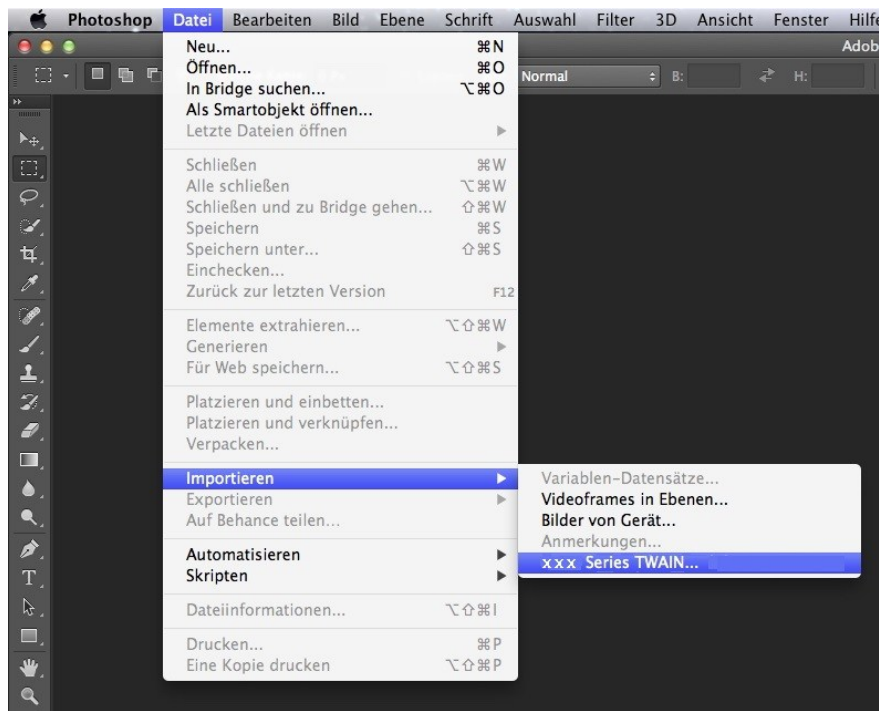 Photoshop Datei Bearbeiten Bild Ebene Schrift Auswahl Filter 3D Ansicht Fenster Hilfe
Adob
Normal B: H:
Neu... ⌘N
Öffnen... ⌘O
In Bridge suchen... ⌥⌘O
Als Smartobjekt öffnen...
Letzte Dateien öffnen
Schließen ⌘W
Alle schließen ⌥⌘W
Schließen und zu Bridge gehen... ⇧⌘W
Speichern ⌘S
Speichern unter... ⇧⌘S
Einchecken...
Zurück zur letzten Version F12
Elemente extrahieren... ⌥⇧⌘W
Generieren
Für Web speichern... ⌥⇧⌘S
Platzieren und einbetten...
Platzieren und verknüpfen...
Verpacken...
Importieren
Exportieren
Auf Behance teilen...
Automatisieren
Skripten
Dateiinformationen... ⌥⇧⌘I
Drucken... ⌘P
Eine Kopie drucken ⌥⇧⌘P
Variablen-Datensätze...
Videoframes in Ebenen...
Bilder von Gerät...
Anmerkungen...
xxx Series TWAIN...